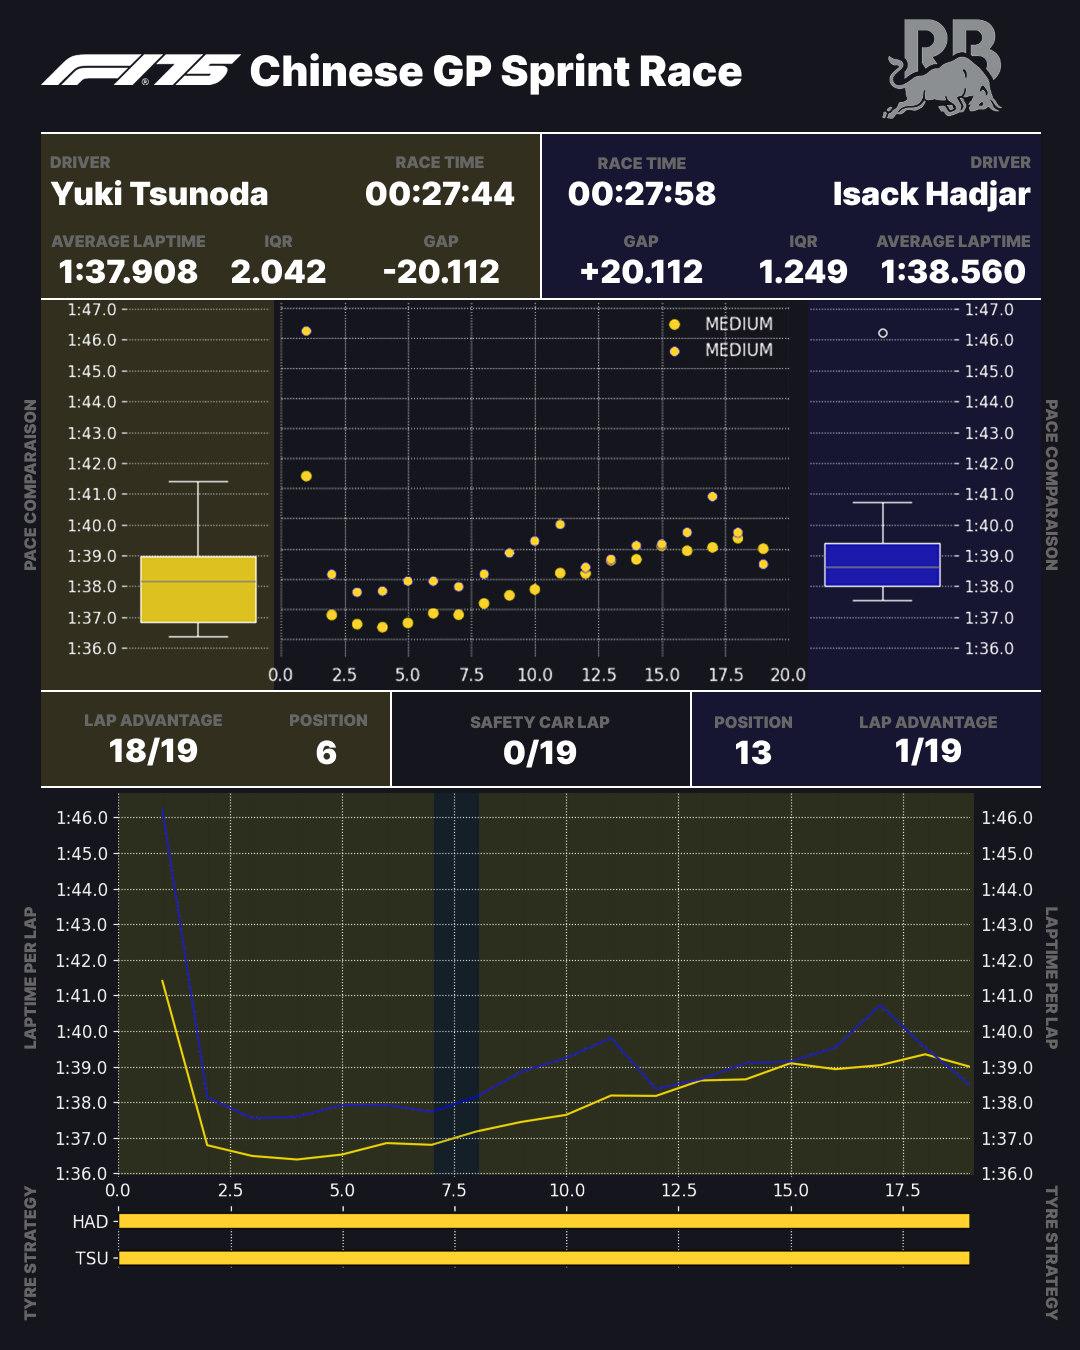 F1.75® Chinese GP Sprint Race
RB
DRIVER
RACE TIME
RACE TIME
DRIVER
Yuki Tsunoda
00:27:44
00:27:58
Isack Hadjar
AVERAGE LAPTIME
IQR
GAP
GAP
IQR
AVERAGE LAPTIME
1:37.908
2.042
-20.112
+20.112
1.249
1:38.560
PACE COMPARAISON
1:47.0
1:46.0
1:45.0
1:44.0
1:43.0
1:42.0
1:41.0
1:40.0
1:39.0
1:38.0
1:37.0
1:36.0
MEDIUM
MEDIUM
0.0 2.5 5.0 7.5 10.0 12.5 15.0 17.5 20.0
1:47.0
1:46.0
1:45.0
1:44.0
1:43.0
1:42.0
1:41.0
1:40.0
1:39.0
1:38.0
1:37.0
1:36.0
PACE COMPARAISON
LAP ADVANTAGE
POSITION
SAFETY CAR LAP
POSITION
LAP ADVANTAGE
18/19
6
0/19
13
1/19
LAPTIME PER LAP
1:46.0
1:45.0
1:44.0
1:43.0
1:42.0
1:41.0
1:40.0
1:39.0
1:38.0
1:37.0
1:36.0
1:46.0
1:45.0
1:44.0
1:43.0
1:42.0
1:41.0
1:40.0
1:39.0
1:38.0
1:37.0
1:36.0
LAPTIME PER LAP
0.0 2.5 5.0 7.5 10.0 12.5 15.0 17.5
TYRE STRATEGY
HAD
TSU
TYRE STRATEGY